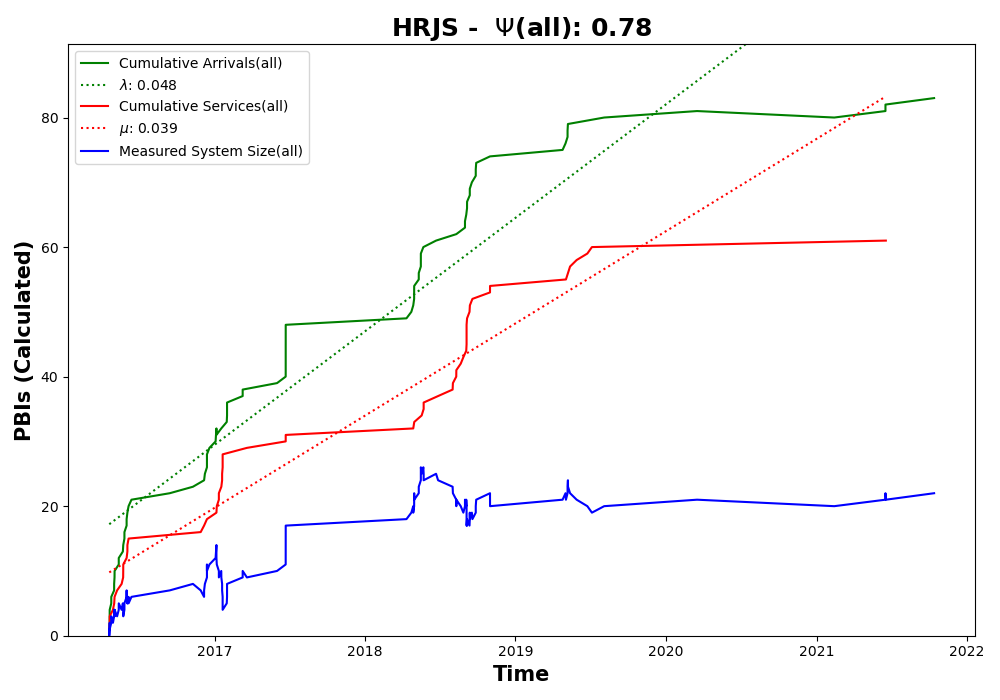 HRJS -  Ψ(all): 0.78
Cumulative Arrivals(all)
λ: 0.048
Cumulative Services(all)
μ: 0.039
Measured System Size(all)
PBIs (Calculated)
80
60
40
20
0
2017 2018 2019 2020 2021 2022
Time